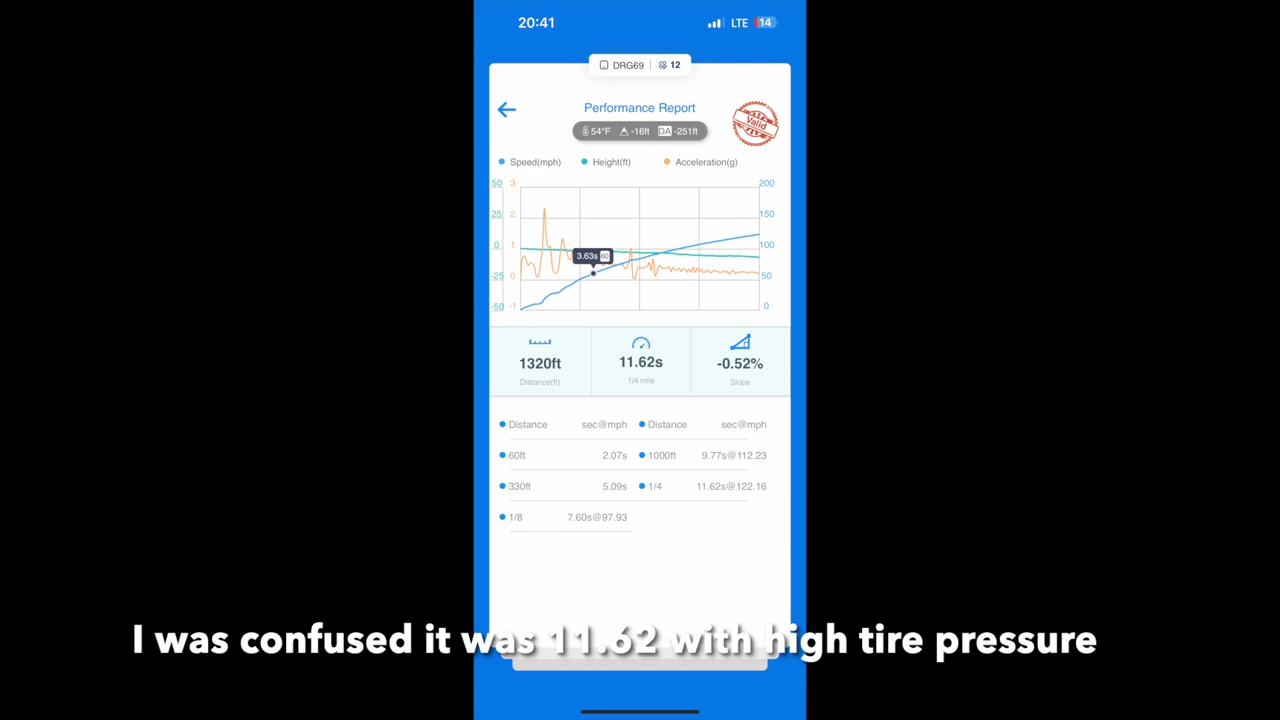 20:41 LTE 14
DRG69 12
Performance Report
Valid
54°F -16ft DA -251ft
Speed(mph) Height(ft) Acceleration(g)
50 3 200
25 2 150
0 1 100
3.63s 60
-25 0 50
-50 -1 0
1320ft 11.62s -0.52%
Distance(ft) 1/4 mile Slope
Distance sec@mph Distance sec@mph
60ft 2.07s 1000ft 9.77s@112.23
330ft 5.09s 1/4 11.62s@122.16
1/8 7.60s@97.93
I was confused it was 11.62 with high tire pressure